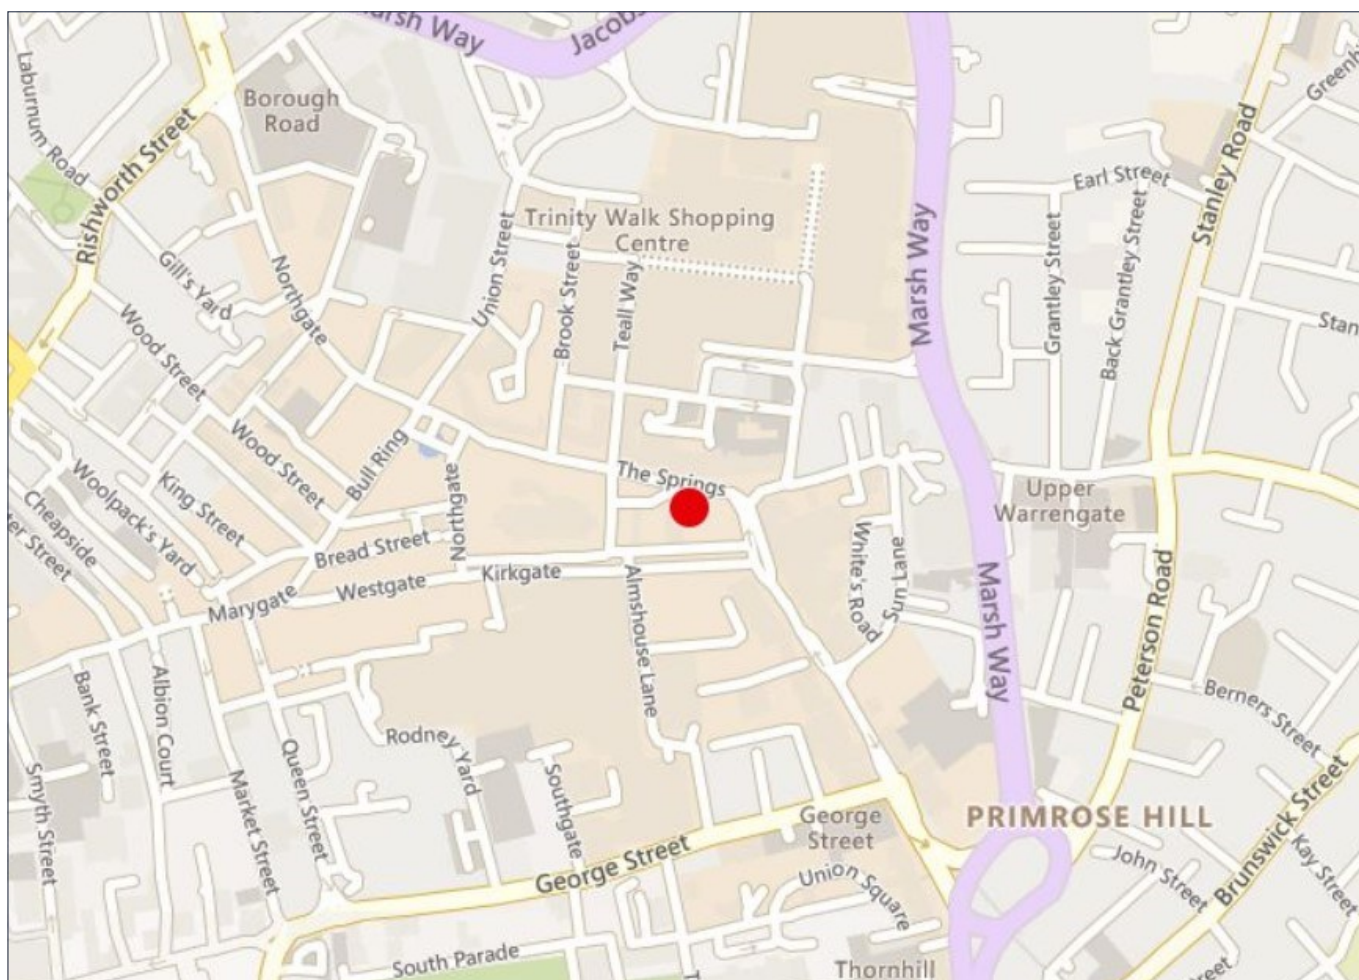 Marsh Way
Jacob's
Laburnum Road
Borough
Road
Rishworth Street
Stanley Road
Greenhi
Earl Street
Trinity Walk Shopping
Centre
Gill's Yard
Northgate
Union Street
Brook Street
Teall Way
Marsh Way
Grantley Street
Back Grantley Street
Stan
Wood Street
Wood Street
Bull Ring
The Springs
Upper
Warrengate
King Street
Woolpack's Yard
Cheapside
er Street
Northgate
Bread Street
Kirkgate
Westgate
Marygate
Almshouse Lane
White's Road
Nuns Lane
Marsh Way
Peterson Road
Berners Street
Bank Street
Albion Court
Rodney Yard
Queen Street
Southgate
Smyth Street
Market Street
George Street
George
Street
PRIMROSE HILL
Brunswick Street
Kay Street
John Street
Union Square
South Parade
Thornhill
T